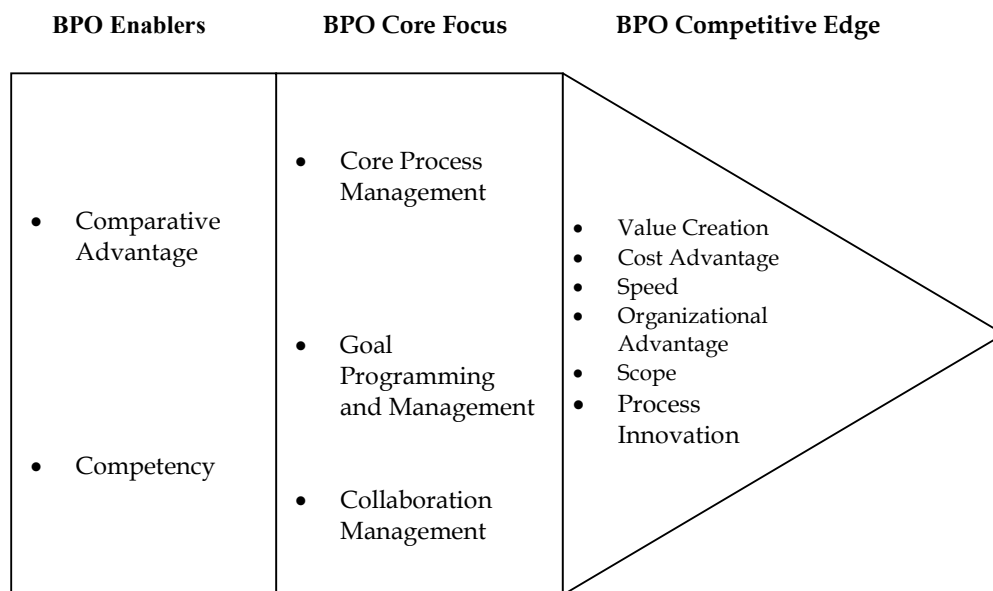 BPO Enablers
BPO Core Focus
BPO Competitive Edge
• Comparative
Advantage
• Competency
• Core Process
Management
• Goal
Programming
and Management
• Collaboration
Management
• Value Creation
• Cost Advantage
• Speed
• Organizational
Advantage
• Scope
• Process
Innovation